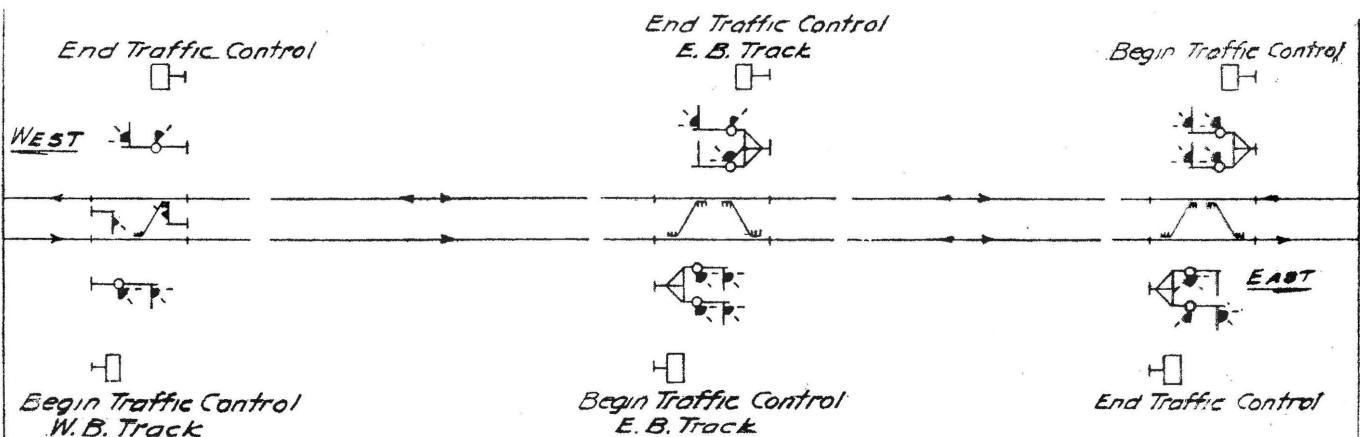 End Traffic Control
End Traffic Control
E. B. Track
Begin Traffic Control
WEST
EAST
Begin Traffic Control
W. B. Track
Begin Traffic Control
E. B. Track
End Traffic Control